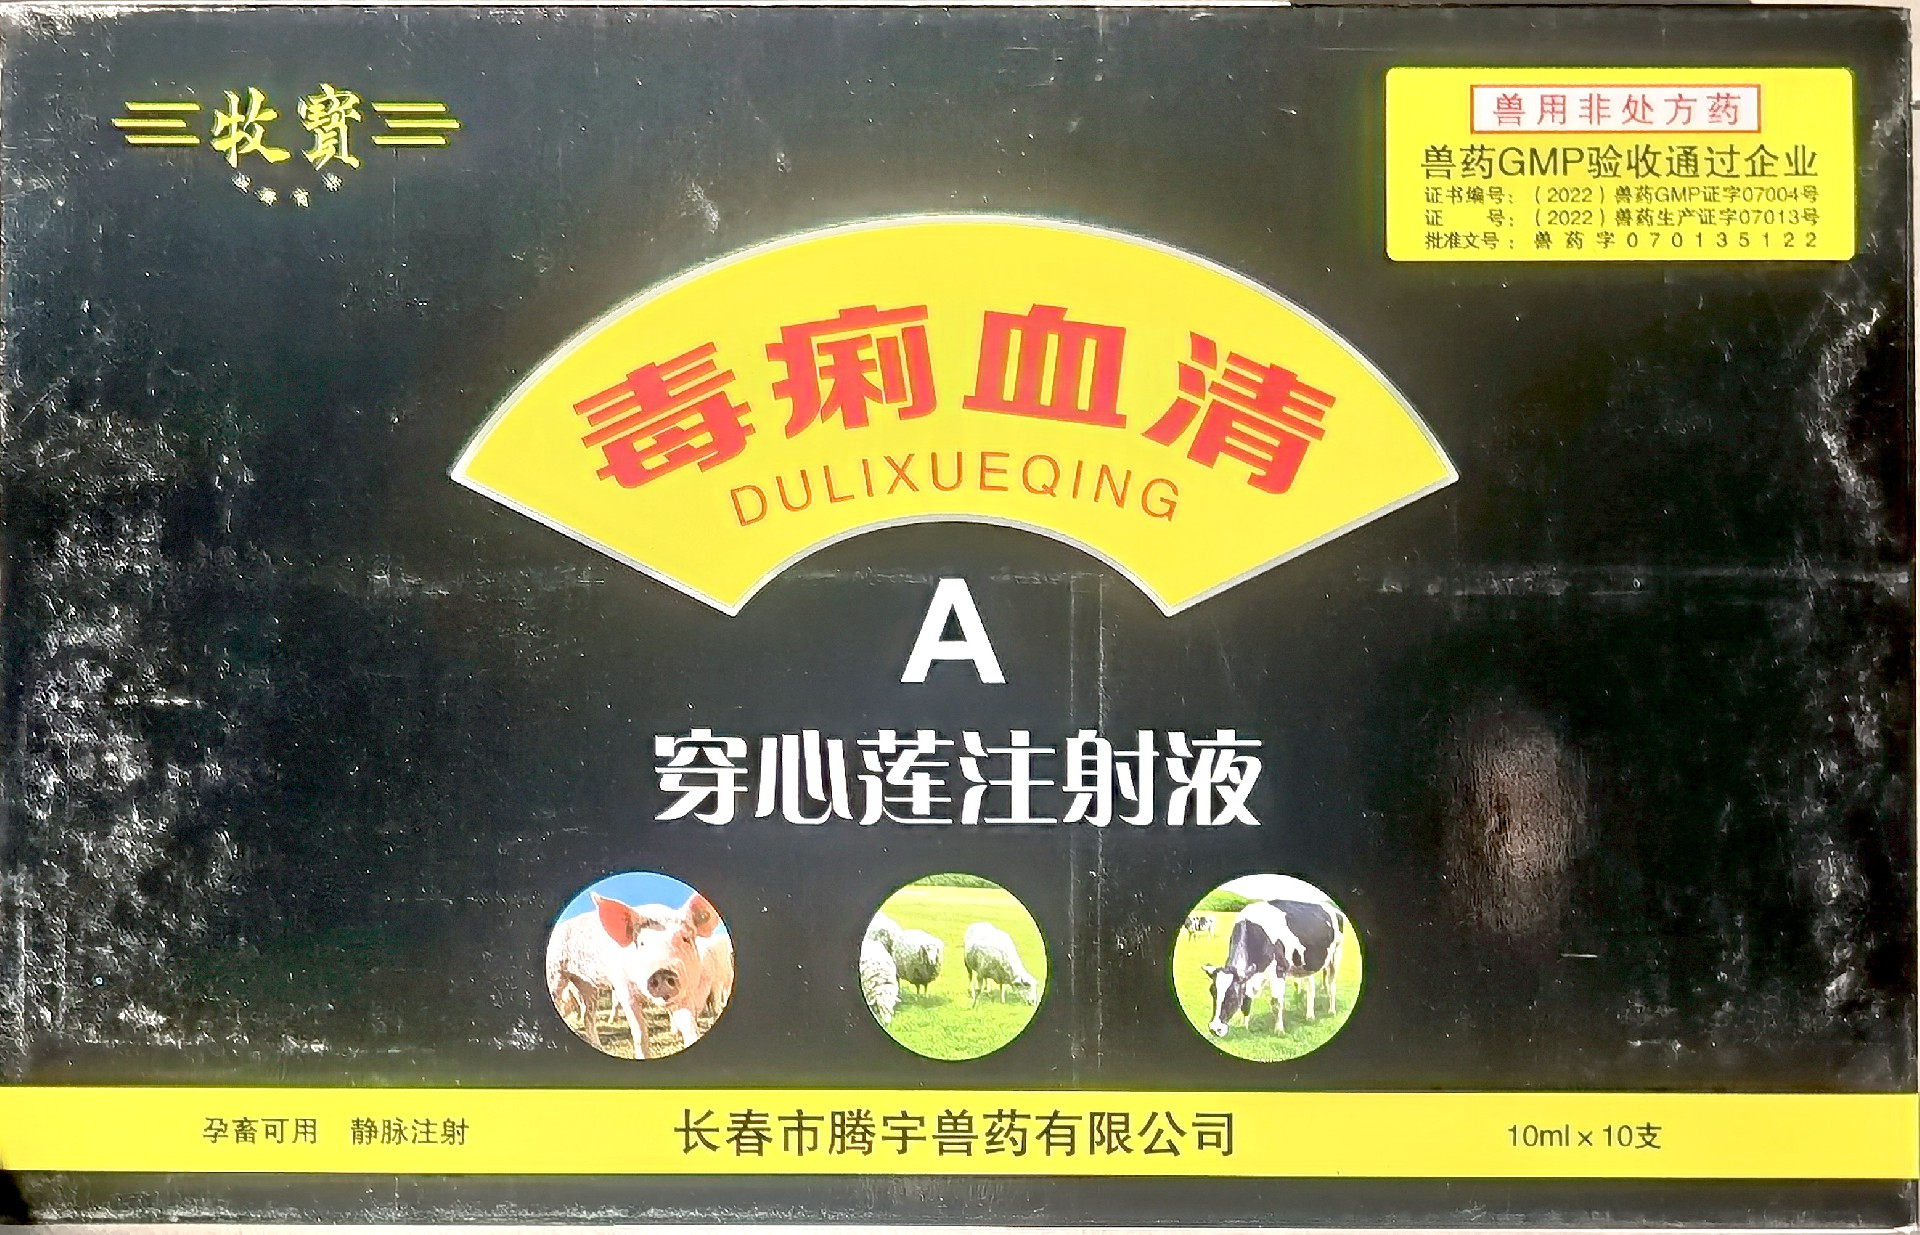 牧寳
兽用非处方药
兽药GMP验收通过企业
证书编号：（2022）兽药GMP证字07004号
证 号：（2022）兽药生产证字07013号
批准文号：兽药字070135122
毒痢血清
DULIXUEQING
A
穿心莲注射液
孕畜可用 静脉注射
长春市腾宇兽药有限公司
10ml×10支